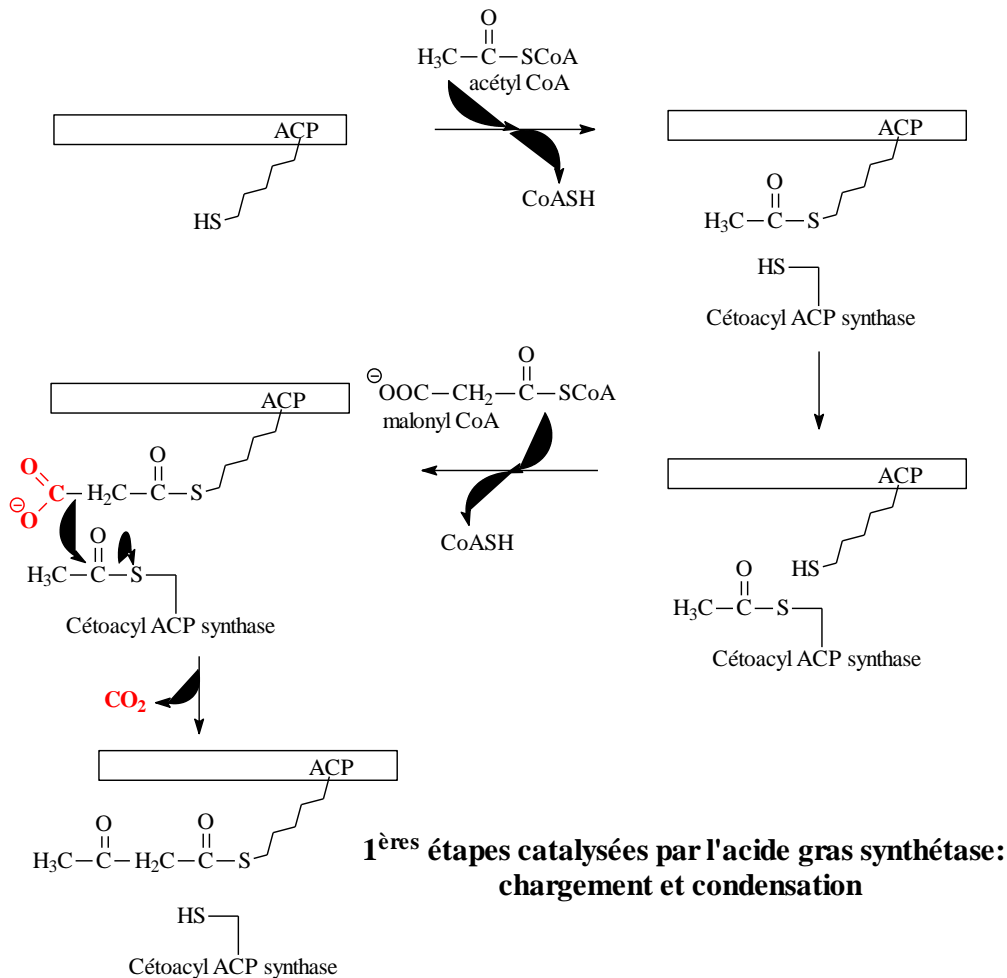 O
H₃C—C—SCoA
acétyl CoA
ACP
HS
CoASH
ACP
O
H₃C—C—S
HS
Cétoacyl ACP synthase
O
⊖OOC—CH₂—C—SCoA
malonyl CoA
CoASH
ACP
O
O
C—H₂C—C—S
⊖O
O
H₃C—C—S
Cétoacyl ACP synthase
ACP
HS
O
H₃C—C—S
Cétoacyl ACP synthase
CO₂
ACP
O O
H₃C—C—H₂C—C—S
HS
Cétoacyl ACP synthase
1ères étapes catalysées par l'acide gras synthétase:
chargement et condensation